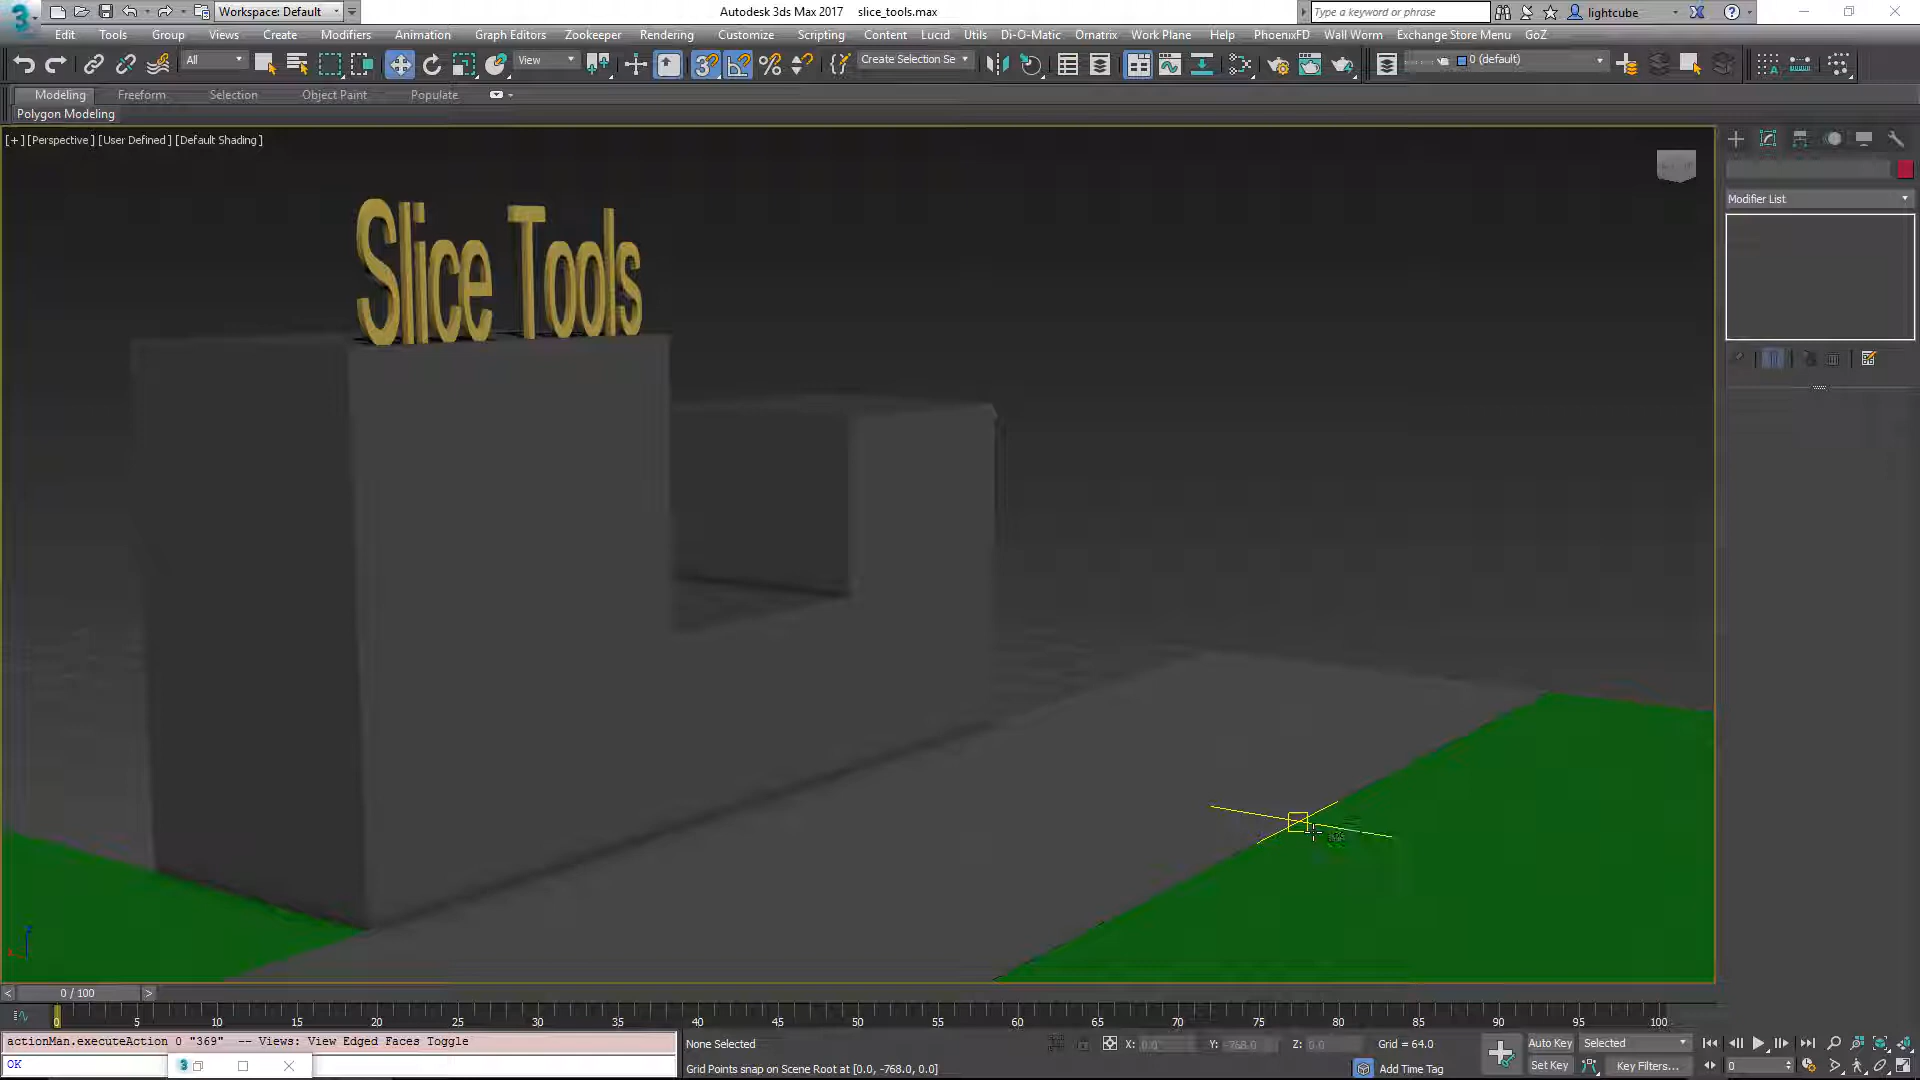 Workspace: Default
Autodesk 3ds Max 2017 slice_tools.max
Type a keyword or phrase
lightcube
Edit Tools Group Views Create Modifiers Animation Graph Editors Zookeeper Rendering Customize Scripting Content Lucid Utils Di-O-Matic Ornatrix Work Plane Help PhoenixFD Wall Worm Exchange Store Menu GoZ
All
View
Create Selection Se
0 (default)
Modeling Freeform Selection Object Paint Populate
Polygon Modeling
[+] [Perspective] [User Defined] [Default Shading]
Modifier List
Slice Tools
< 0 / 100 >
0 5 10 15 20 25 30 35 40 45 50 55 60 65 70 75 80 85 90 95 100
actionMan.executeAction 0 "369" -- Views: View Edged Faces Toggle
OK
None Selected
X: 0.0 Y: -768.0 Z: 0.0 Grid = 64.0
Auto Key Selected
Grid Points snap on Scene Root at [0.0, -768.0, 0.0]
Add Time Tag
Set Key Key Filters...
0